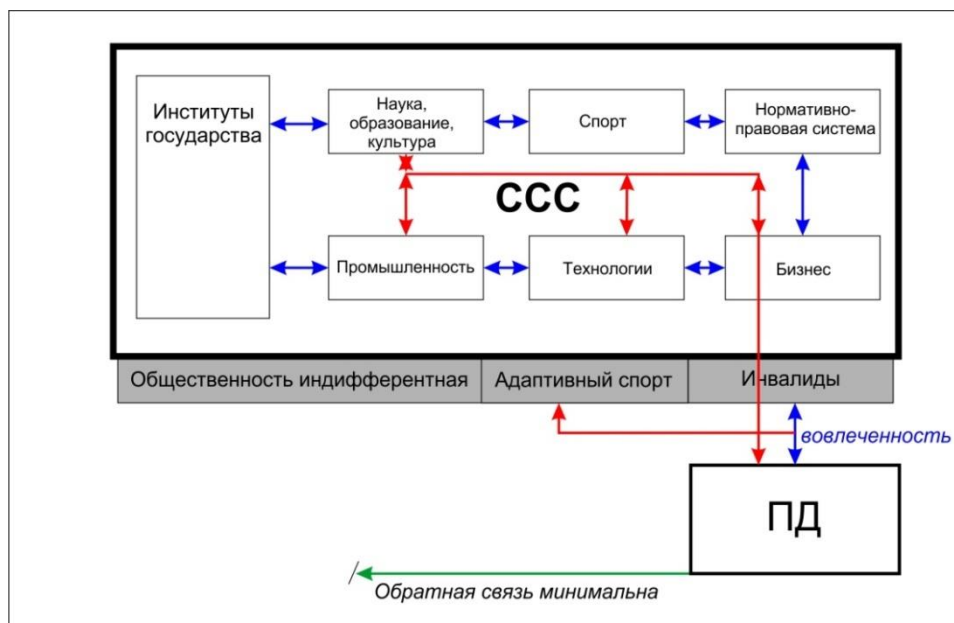 Институты
государства
Наука,
образование,
культура
Спорт
Нормативно-
правовая система
ССС
Промышленность
Технологии
Бизнес
Общественность индифферентная
Адаптивный спорт
Инвалиды
вовлеченность
ПД
Обратная связь минимальна